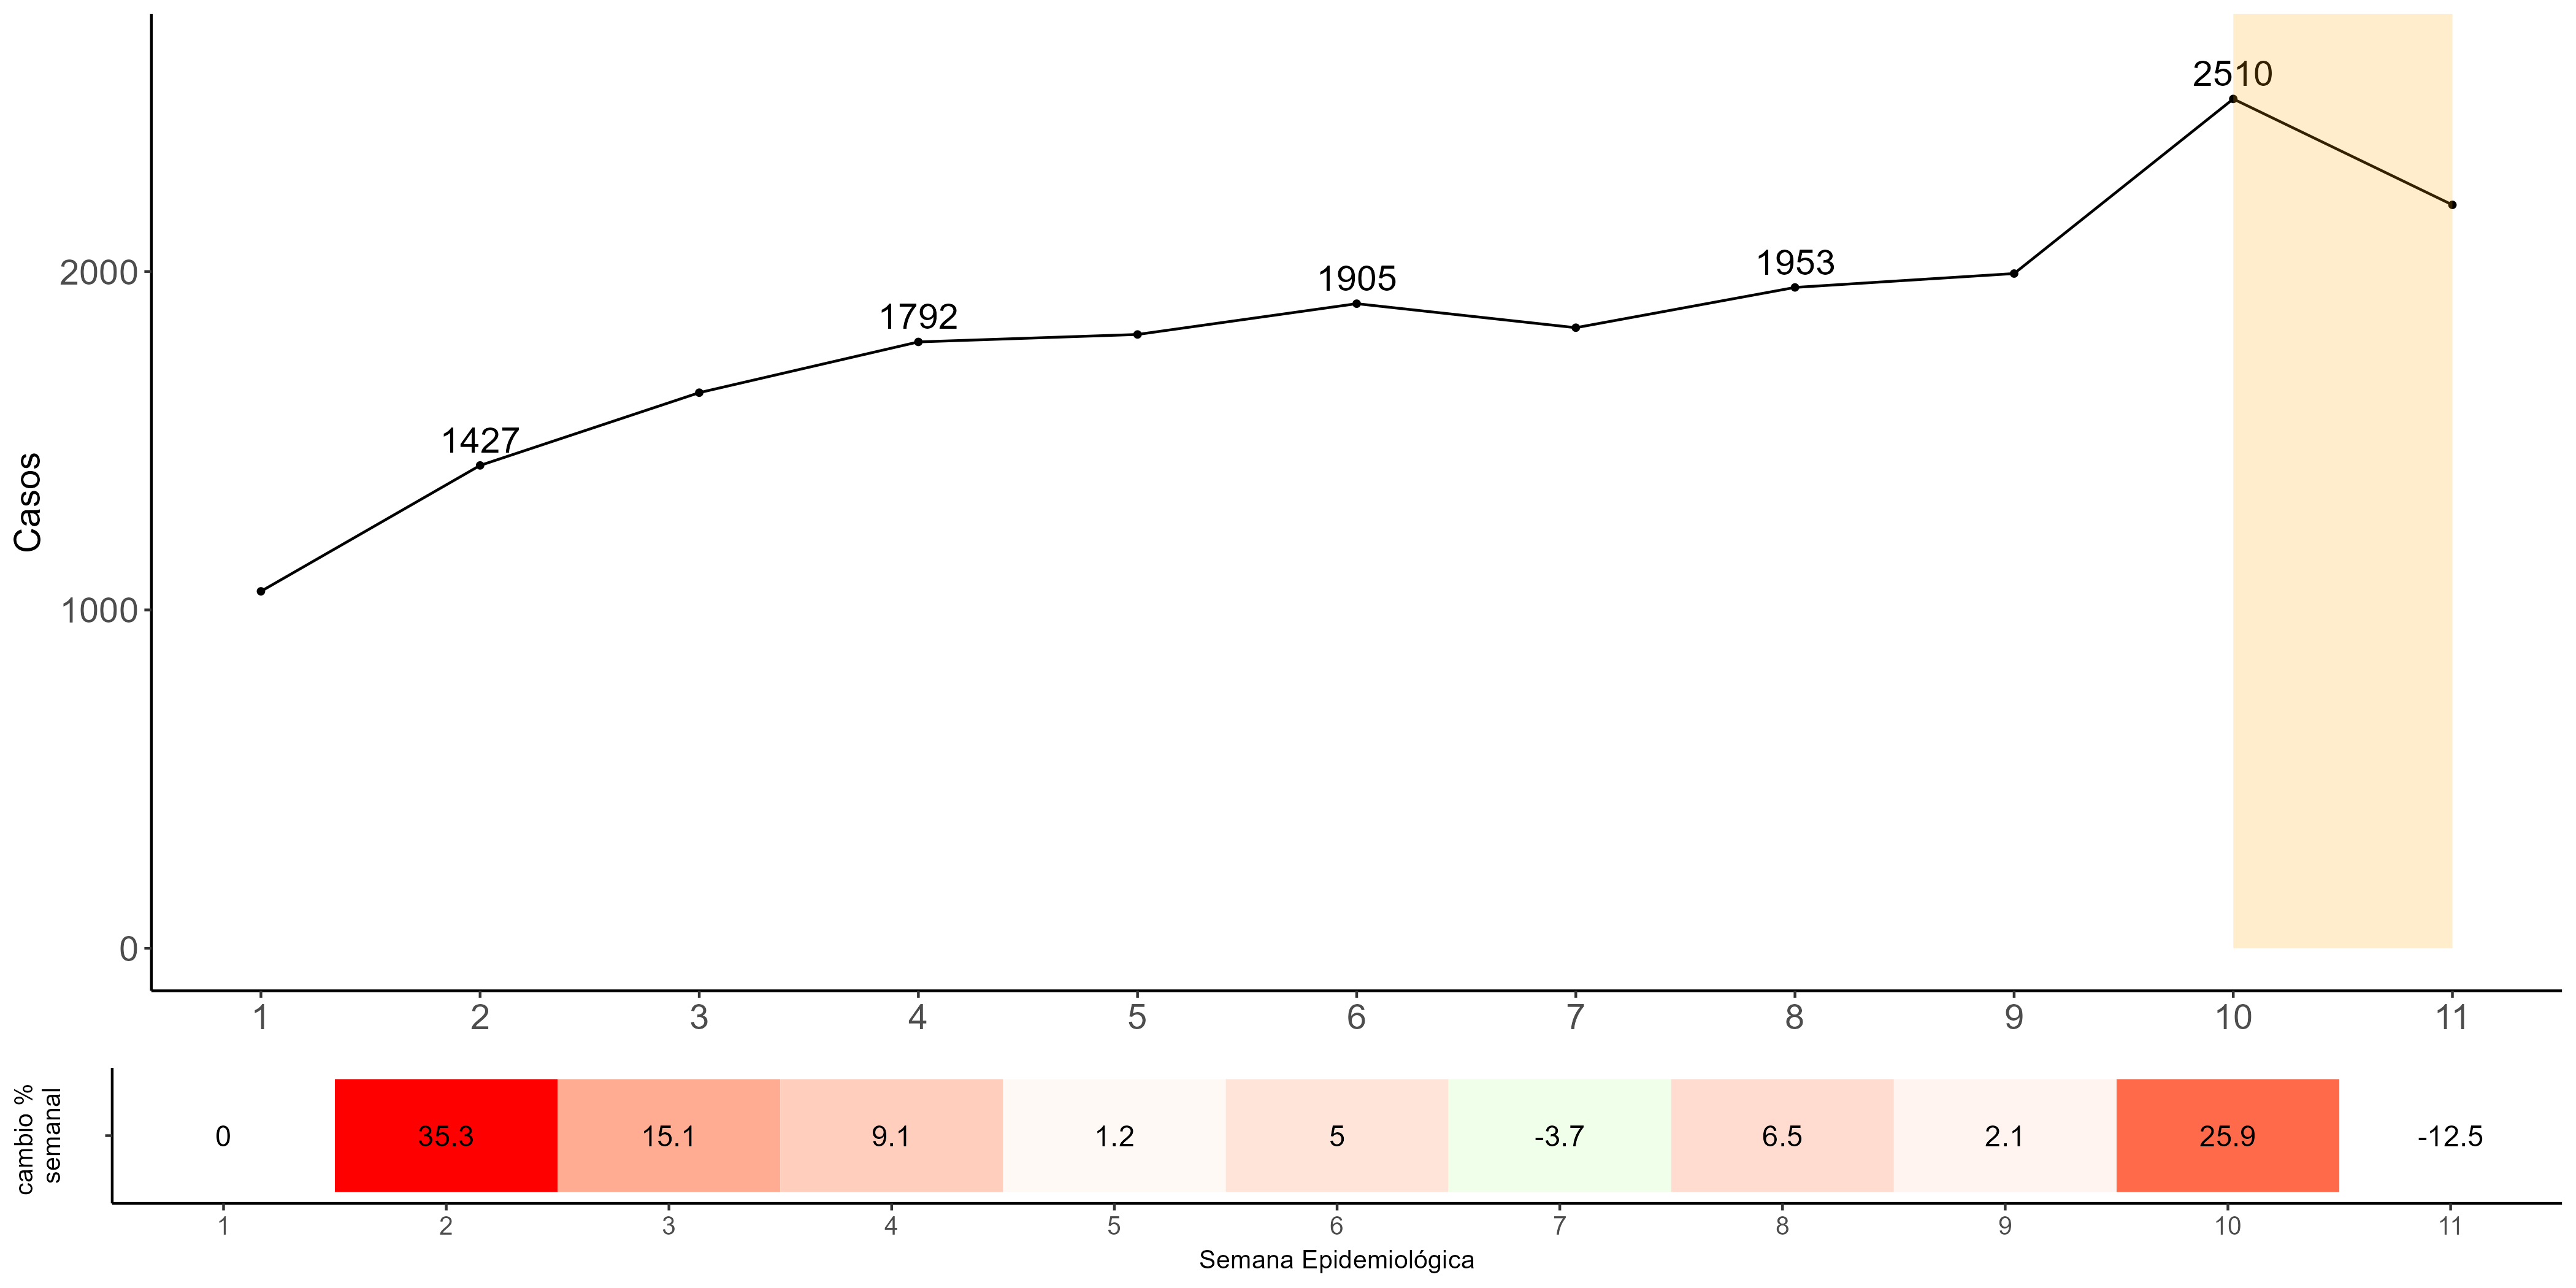 2510
2000
1953
1905
1792
1427
Casos
1000
0
1 2 3 4 5 6 7 8 9 10 11
cambio %
semanal
0 35.3 15.1 9.1 1.2 5 -3.7 6.5 2.1 25.9 -12.5
1 2 3 4 5 6 7 8 9 10 11
Semana Epidemiológica